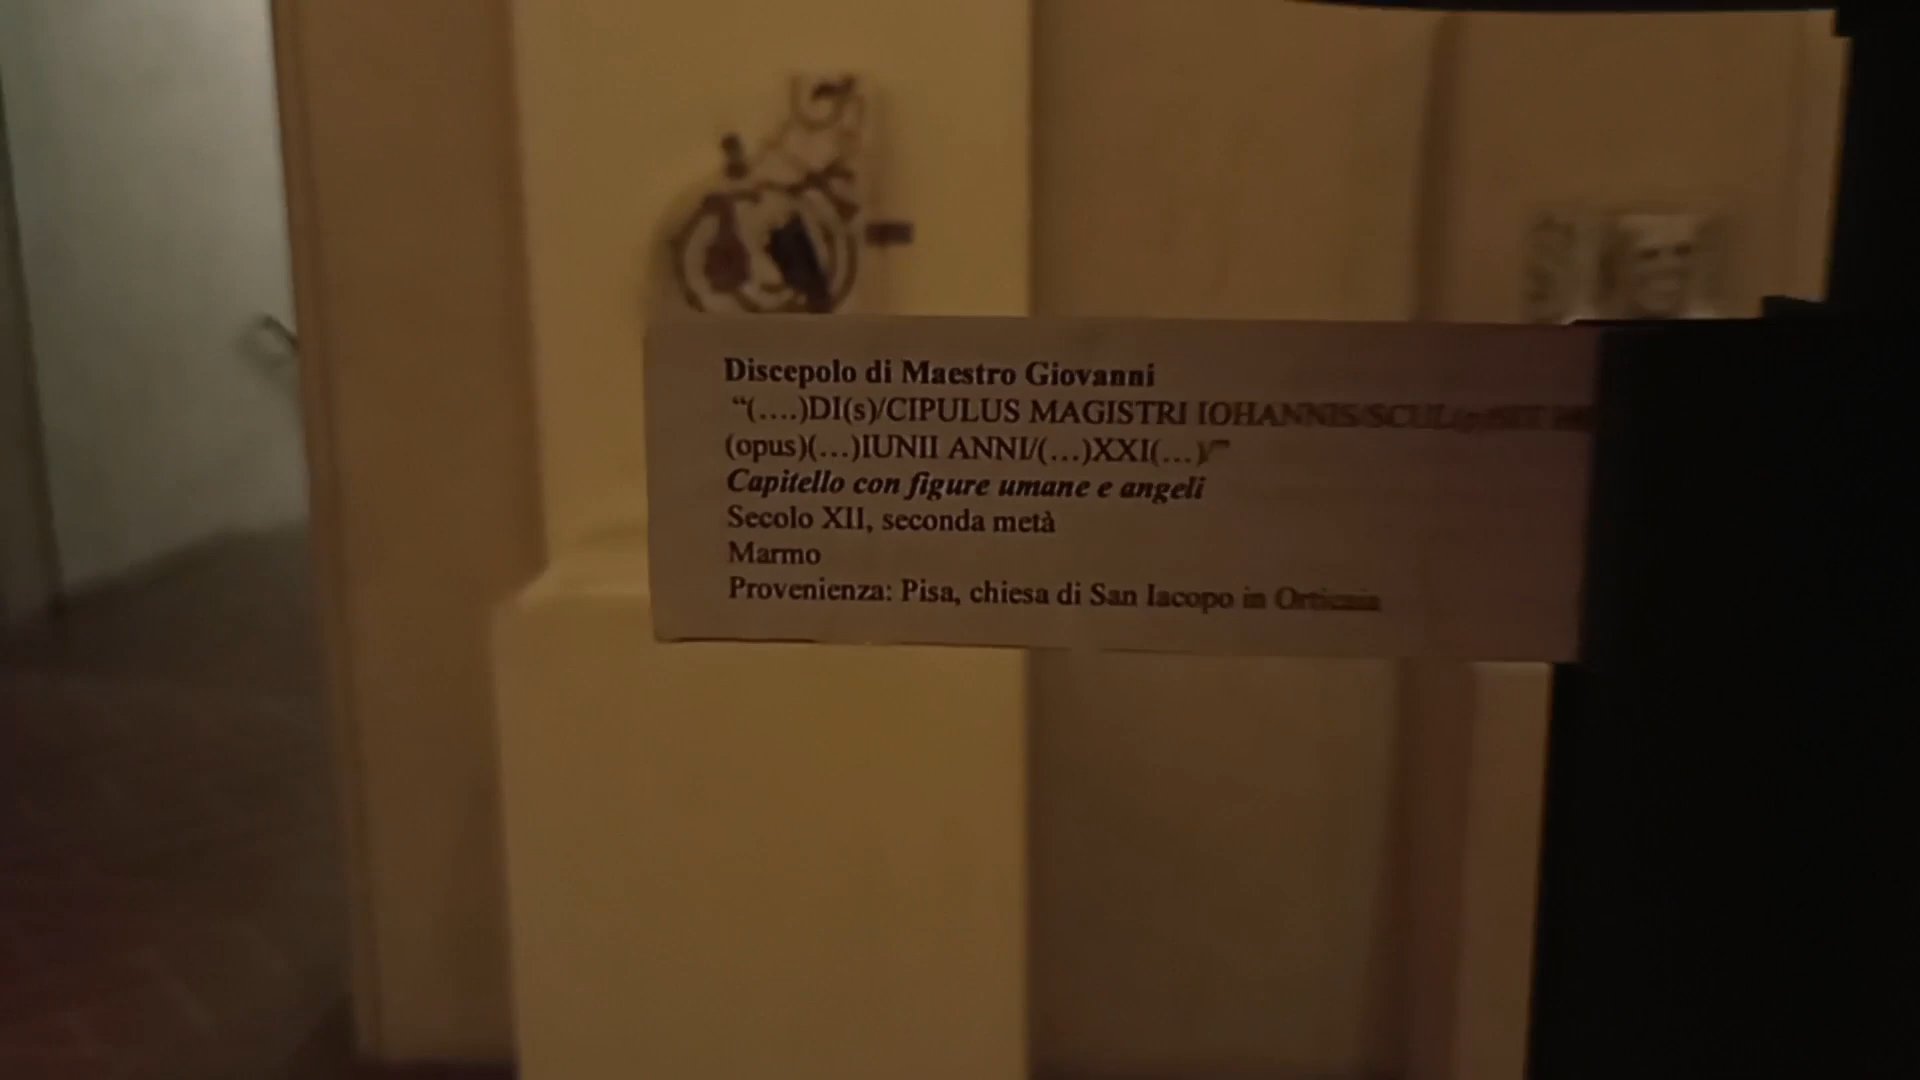 Discepolo di Maestro Giovanni
“(....)DI(s)/CIPULUS MAGISTRI IOHANNIS/SCUL
(opus)(...)IUNII ANNI/(...)XXI(...)/”
Capitello con figure umane e angeli
Secolo XII, seconda metà
Marmo
Provenienza: Pisa, chiesa di San Iacopo in